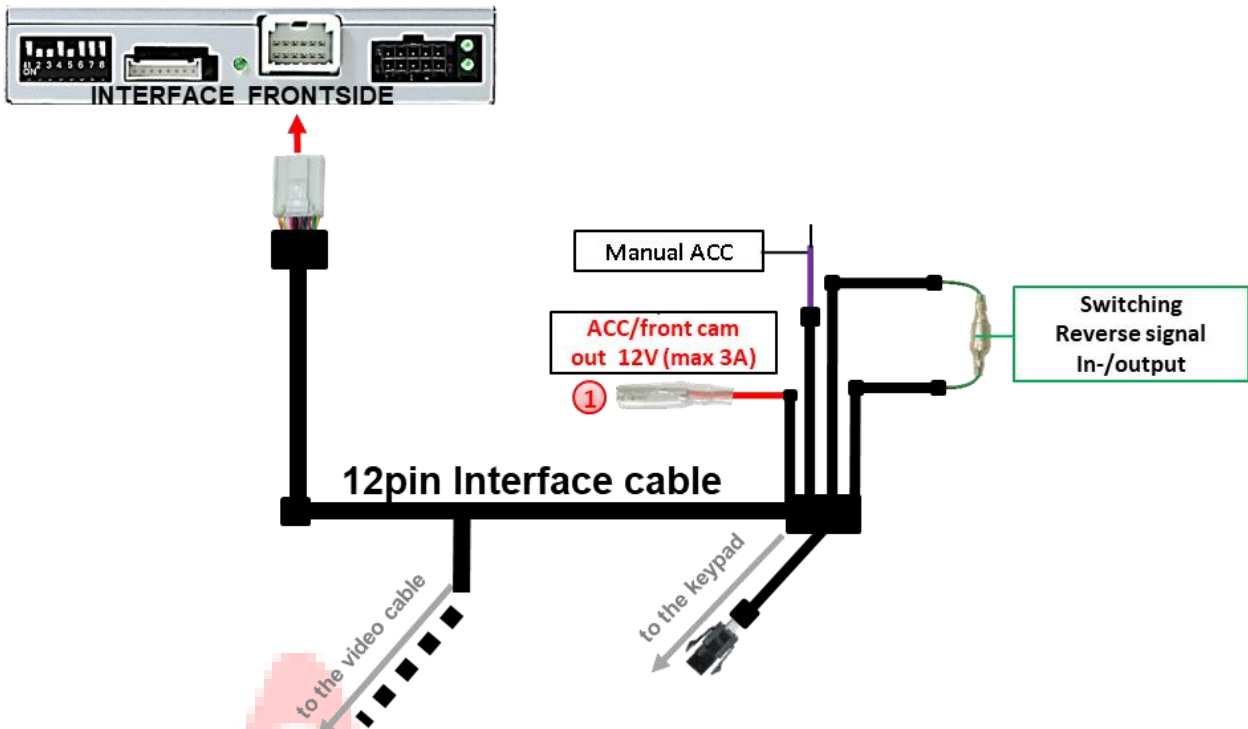 1 2 3 4 5 6 7 8
ON
INTERFACE FRONTSIDE
Manual ACC
ACC/front cam
out 12V (max 3A)
1
Switching
Reverse signal
In-/output
12pin Interface cable
to the video cable
to the keypad